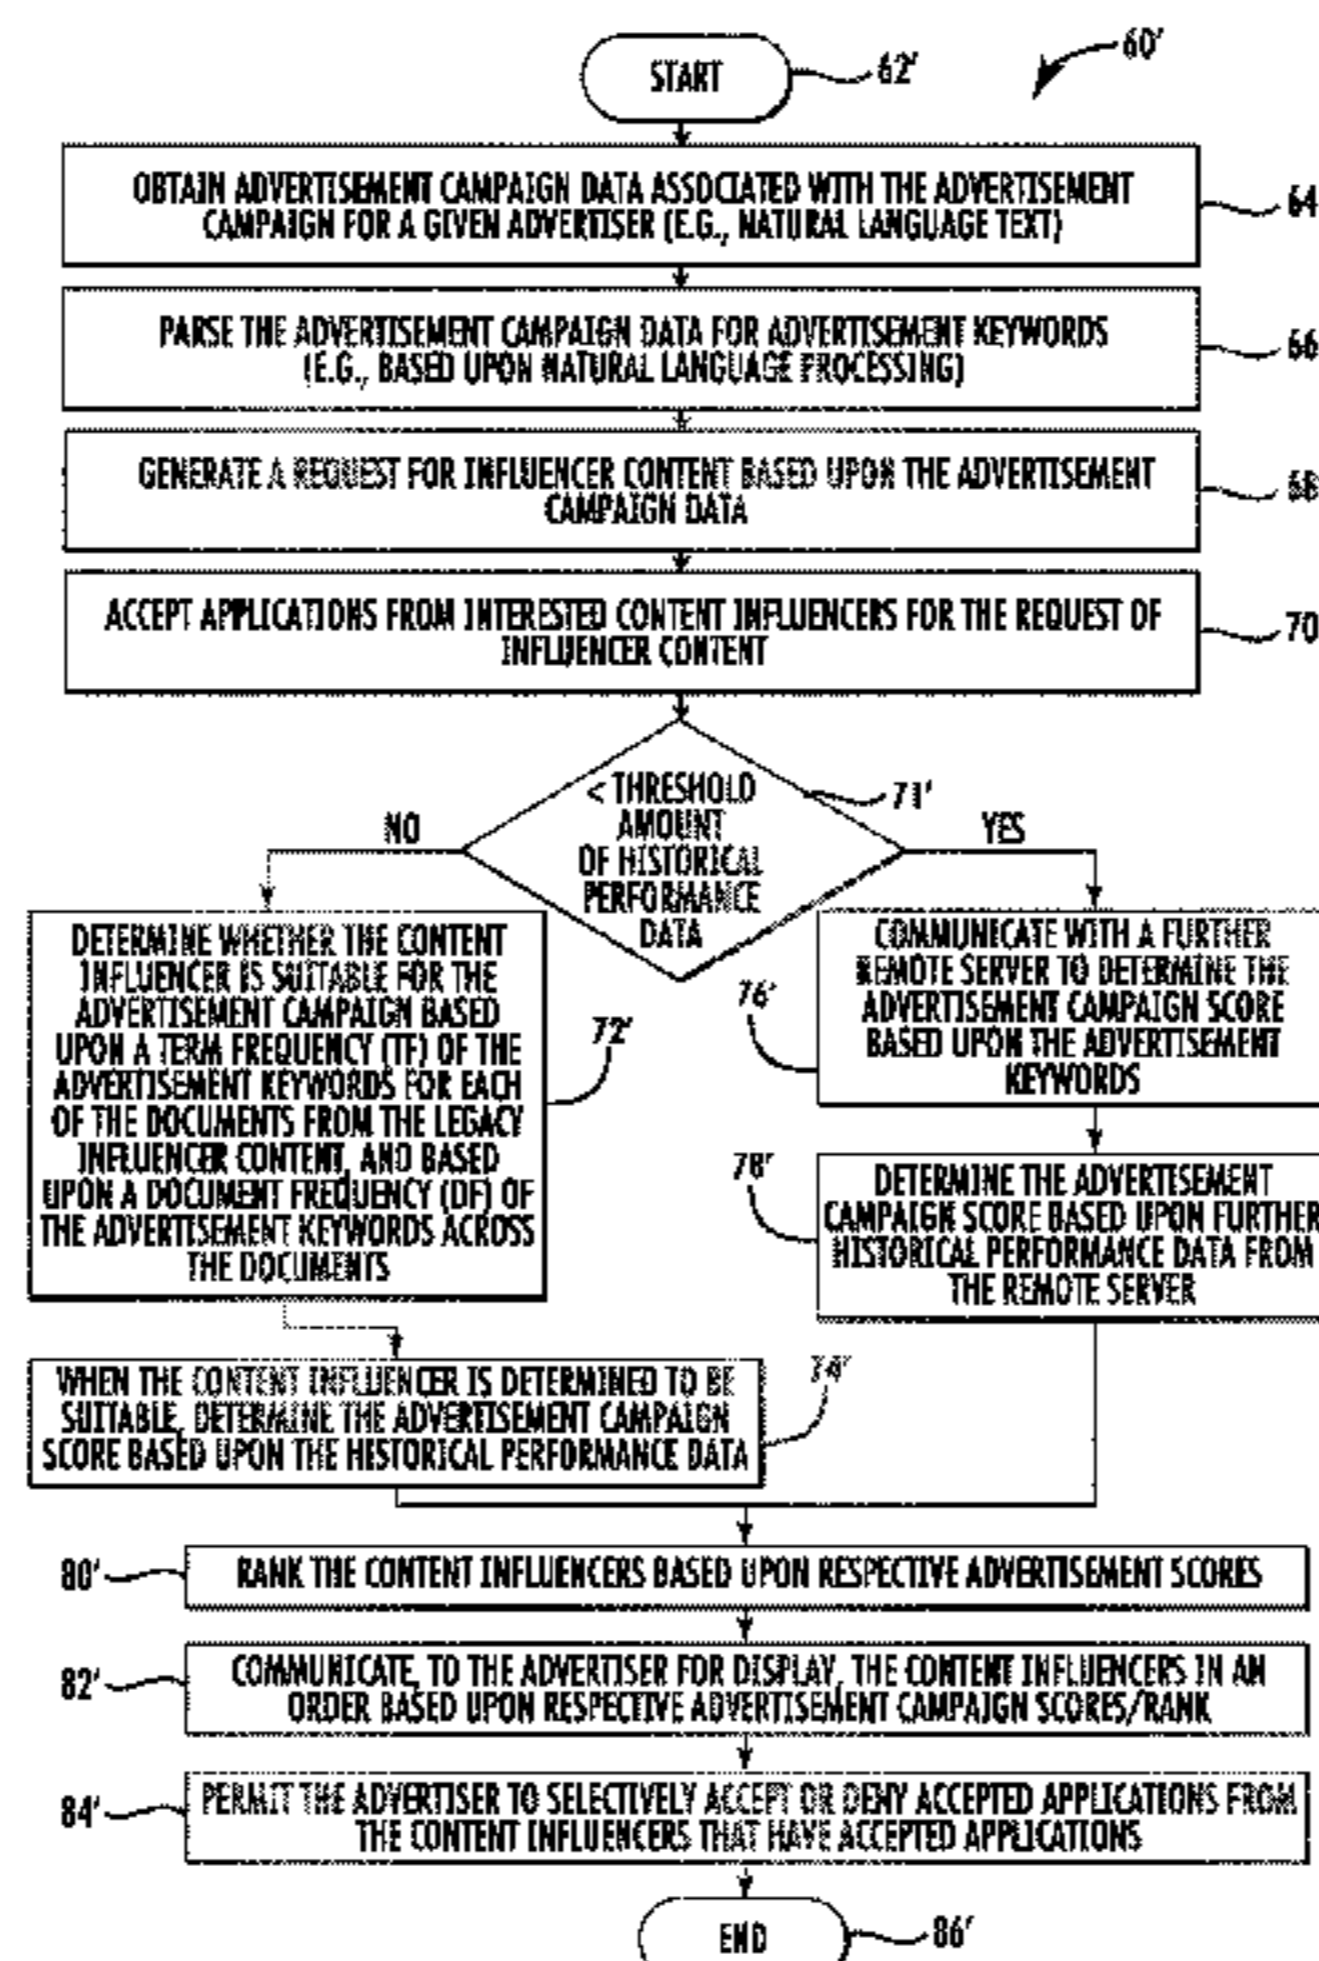 60'
START
62'
OBTAIN ADVERTISEMENT CAMPAIGN DATA ASSOCIATED WITH THE ADVERTISEMENT
CAMPAIGN FOR A GIVEN ADVERTISER (E.G., NATURAL LANGUAGE TEXT)
64
PARSE THE ADVERTISEMENT CAMPAIGN DATA FOR ADVERTISEMENT KEYWORDS
(E.G., BASED UPON NATURAL LANGUAGE PROCESSING)
66
GENERATE A REQUEST FOR INFLUENCER CONTENT BASED UPON THE ADVERTISEMENT
CAMPAIGN DATA
68
ACCEPT APPLICATIONS FROM INTERESTED CONTENT INFLUENCERS FOR THE REQUEST OF
INFLUENCER CONTENT
70
< THRESHOLD
AMOUNT
OF HISTORICAL
PERFORMANCE
DATA
71'
NO
YES
DETERMINE WHETHER THE CONTENT
INFLUENCER IS SUITABLE FOR THE
ADVERTISEMENT CAMPAIGN BASED
UPON A TERM FREQUENCY (TF) OF THE
ADVERTISEMENT KEYWORDS FOR EACH
OF THE DOCUMENTS FROM THE LEGACY
INFLUENCER CONTENT, AND BASED
UPON A DOCUMENT FREQUENCY (DF) OF
THE ADVERTISEMENT KEYWORDS ACROSS
THE DOCUMENTS
72'
COMMUNICATE WITH A FURTHER
REMOTE SERVER TO DETERMINE THE
ADVERTISEMENT CAMPAIGN SCORE
BASED UPON THE ADVERTISEMENT
KEYWORDS
76'
DETERMINE THE ADVERTISEMENT
CAMPAIGN SCORE BASED UPON FURTHER
HISTORICAL PERFORMANCE DATA FROM
THE REMOTE SERVER
78'
WHEN THE CONTENT INFLUENCER IS DETERMINED TO BE
SUITABLE, DETERMINE THE ADVERTISEMENT CAMPAIGN
SCORE BASED UPON THE HISTORICAL PERFORMANCE DATA
74'
80'
RANK THE CONTENT INFLUENCERS BASED UPON RESPECTIVE ADVERTISEMENT SCORES
82'
COMMUNICATE, TO THE ADVERTISER FOR DISPLAY, THE CONTENT INFLUENCERS IN AN
ORDER BASED UPON RESPECTIVE ADVERTISEMENT CAMPAIGN SCORES/RANK
84'
PERMIT THE ADVERTISER TO SELECTIVELY ACCEPT OR DENY ACCEPTED APPLICATIONS FROM
THE CONTENT INFLUENCERS THAT HAVE ACCEPTED APPLICATIONS
END
86'